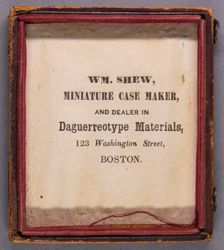 WM. SHEW,
MINIATURE CASE MAKER,
AND DEALER IN
Daguerreotype Materials,
123 Washington Street,
BOSTON.